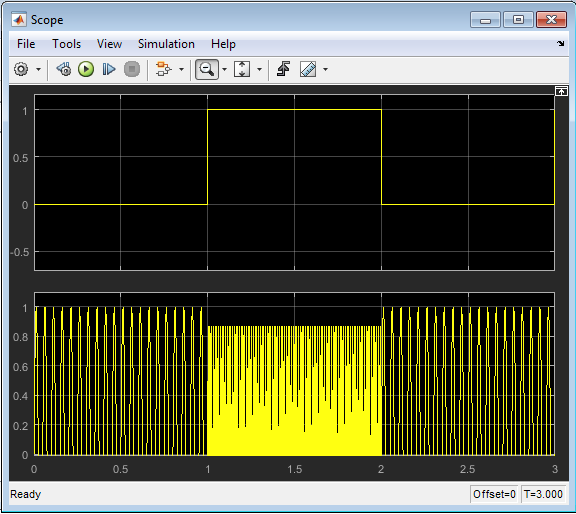 Scope
File Tools View Simulation Help
1
0.5
0
-0.5
1
0.8
0.6
0.4
0.2
0
0 0.5 1 1.5 2 2.5 3
Ready Offset=0 T=3.000